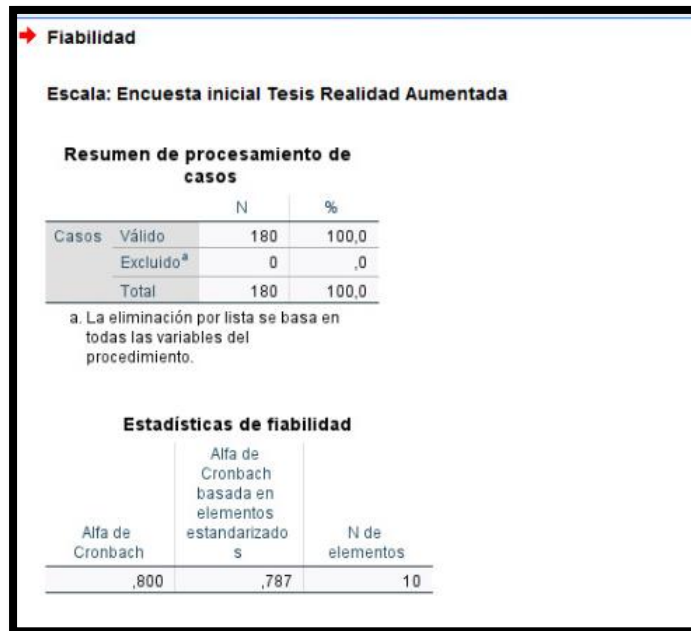 Fiabilidad
Escala: Encuesta inicial Tesis Realidad Aumentada
Resumen de procesamiento de
casos
N %
Casos Válido 180 100,0
Excluidoª 0 ,0
Total 180 100,0
a. La eliminación por lista se basa en
todas las variables del
procedimiento.
Estadísticas de fiabilidad
Alfa de
Cronbach
Alfa de
Cronbach
basada en
elementos
estandarizado
s
N de
elementos
,800 ,787 10